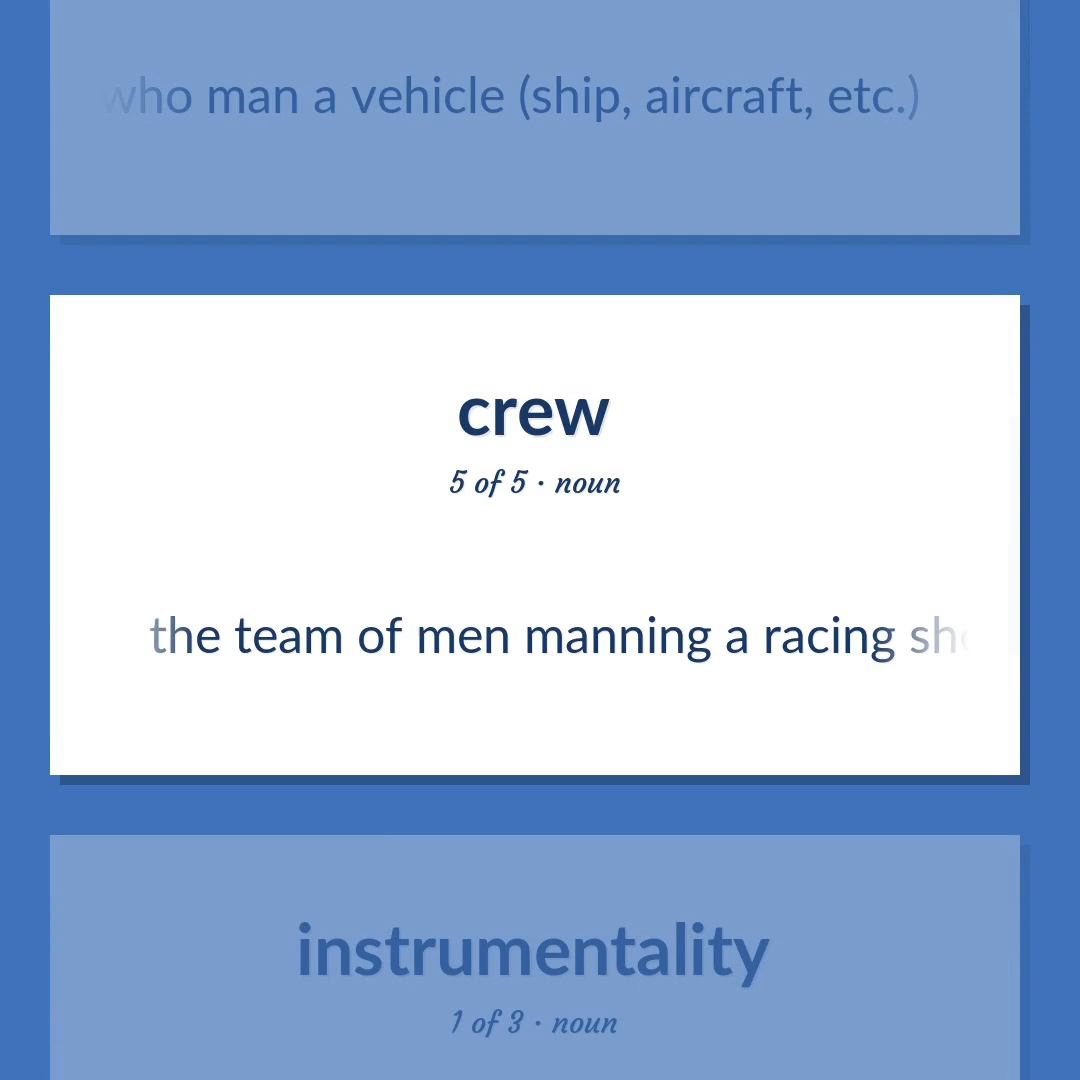 who man a vehicle (ship, aircraft, etc.)
crew
5 of 5 · noun
the team of men manning a racing
instrumentality
1 of 3 · noun